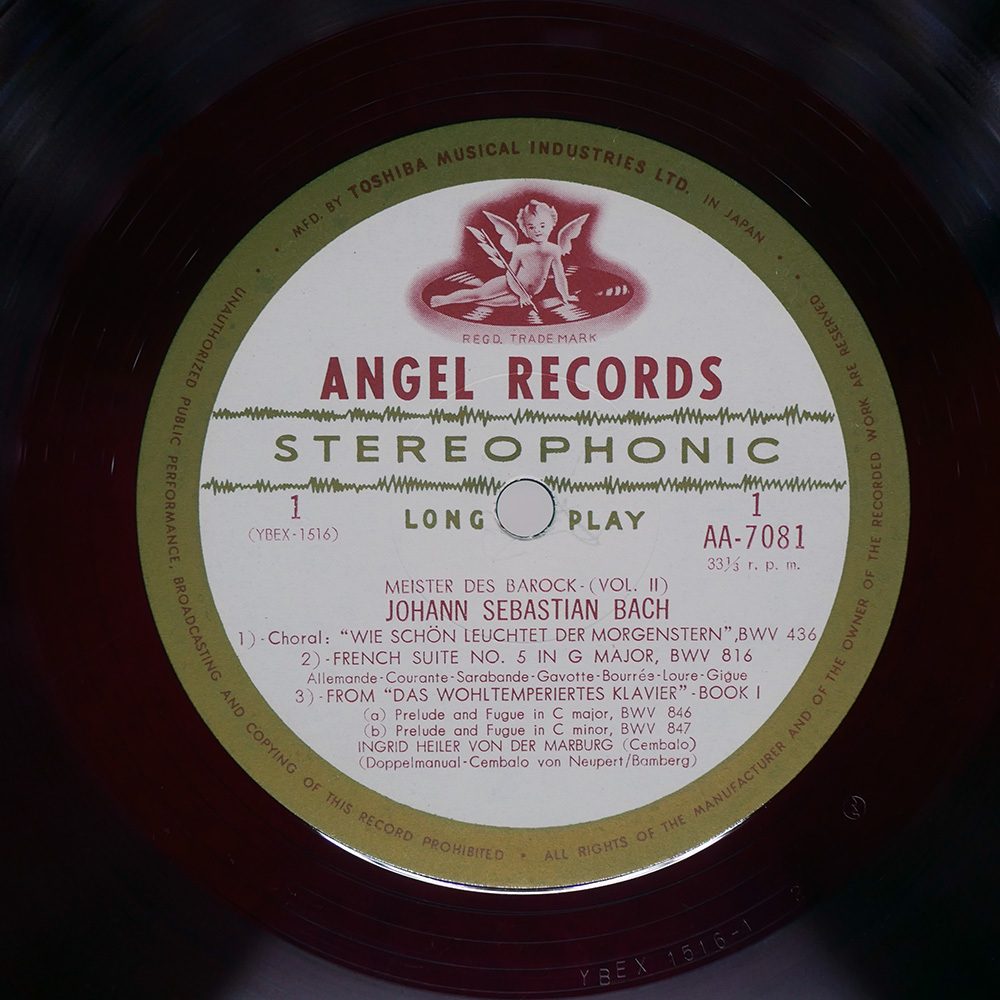 MFD. BY TOSHIBA MUSICAL INDUSTRIES LTD. IN JAPAN
REGD. TRADE MARK
ANGEL RECORDS
STEREOPHONIC
LONG PLAY
1
(YBEX-1516)
1
AA-7081
33⅓ r. p. m.
MEISTER DES BAROCK-(VOL. II)
JOHANN SEBASTIAN BACH
1)-Choral: "WIE SCHÖN LEUCHTET DER MORGENSTERN",BWV 436
2)-FRENCH SUITE NO. 5 IN G MAJOR, BWV 816
Allemande-Courante-Sarabande-Gavotte-Bourrée-Loure-Gigue
3)-FROM "DAS WOHLTEMPERIERTES KLAVIER"-BOOK I
(a) Prelude and Fugue in C major, BWV 846
(b) Prelude and Fugue in C minor, BWV 847
INGRID HEILER VON DER MARBURG (Cembalo)
(Doppelmanual-Cembalo von Neupert/Bamberg)
UNAUTHORIZED PUBLIC PERFORMANCE, BROADCASTING AND COPYING OF THIS RECORD PROHIBITED • ALL RIGHTS OF THE MANUFACTURER AND OF THE OWNER OF THE RECORDED WORK ARE RESERVED
YBEX 1516-1